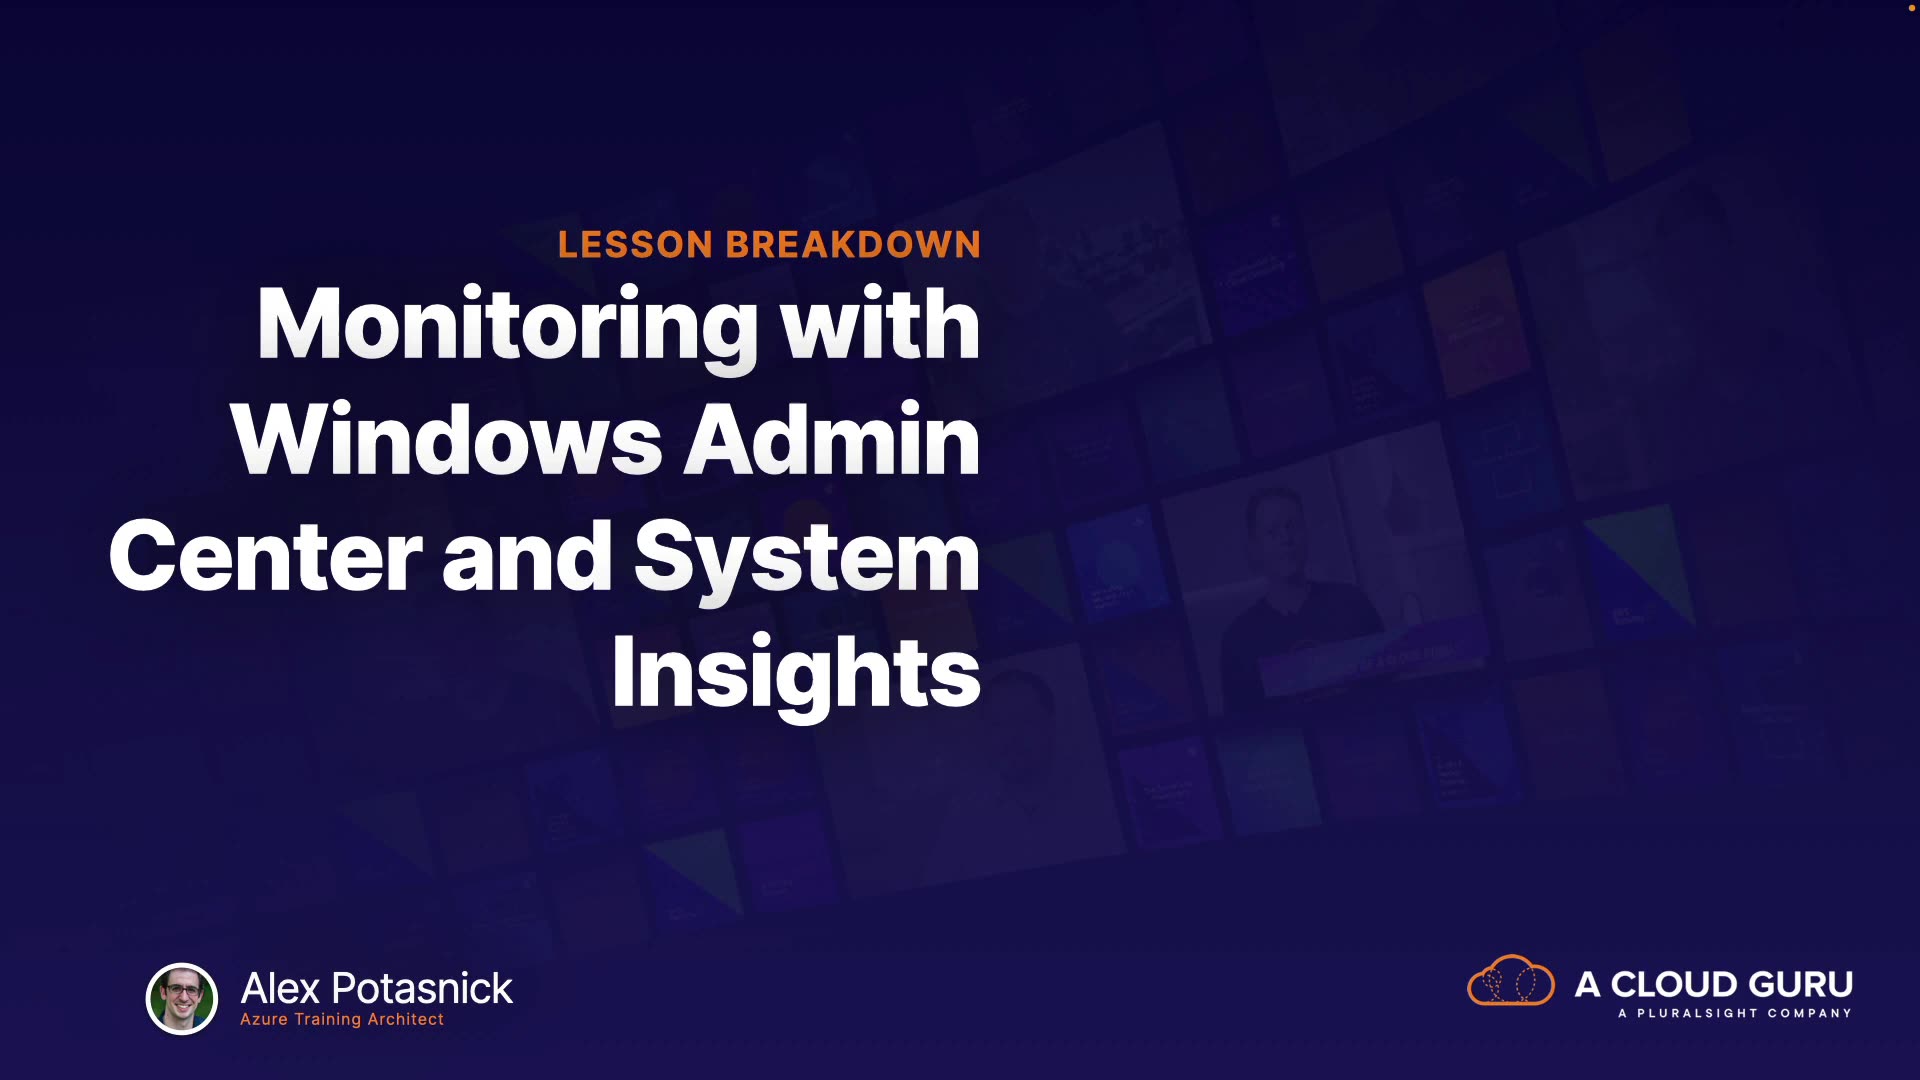 LESSON BREAKDOWN
Monitoring with
Windows Admin
Center and System
Insights
Alex Potasnick
Azure Training Architect
A CLOUD GURU
A PLURALSIGHT COMPANY